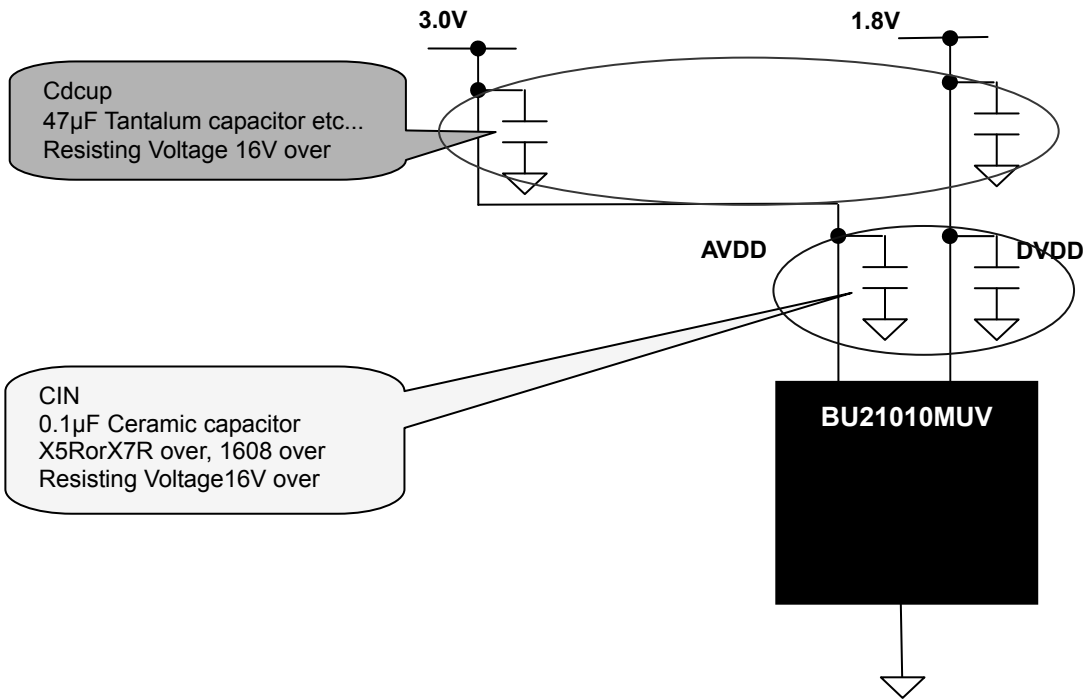 3.0V
1.8V
Cdcup
47µF Tantalum capacitor etc...
Resisting Voltage 16V over
AVDD
DVDD
CIN
0.1µF Ceramic capacitor
X5RorX7R over, 1608 over
Resisting Voltage16V over
BU21010MUV